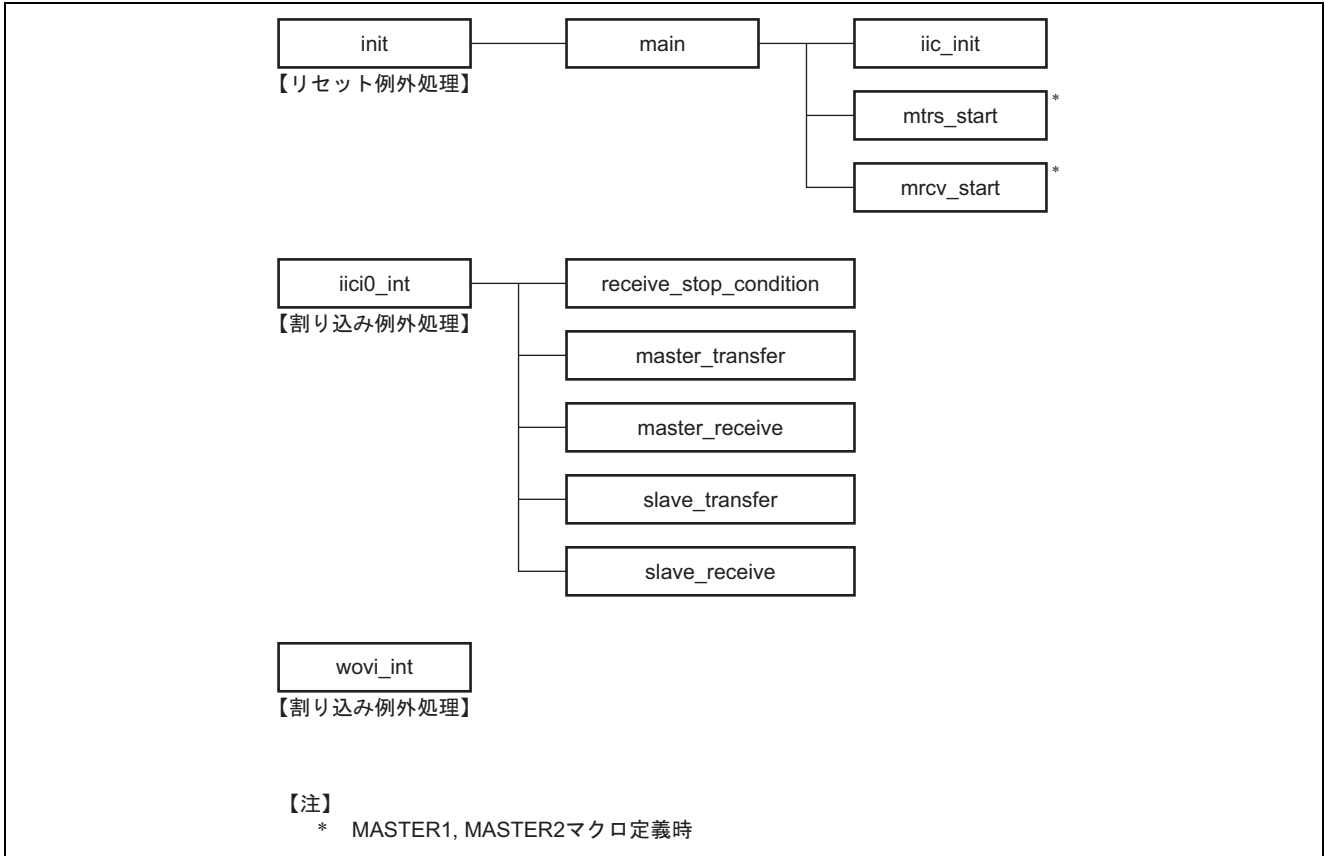 init
main
iic_init
【リセット例外処理】
mtrs_start
*
mrcv_start
*
iici0_int
receive_stop_condition
【割り込み例外処理】
master_transfer
master_receive
slave_transfer
slave_receive
wovi_int
【割り込み例外処理】
【注】
* MASTER1, MASTER2マクロ定義時